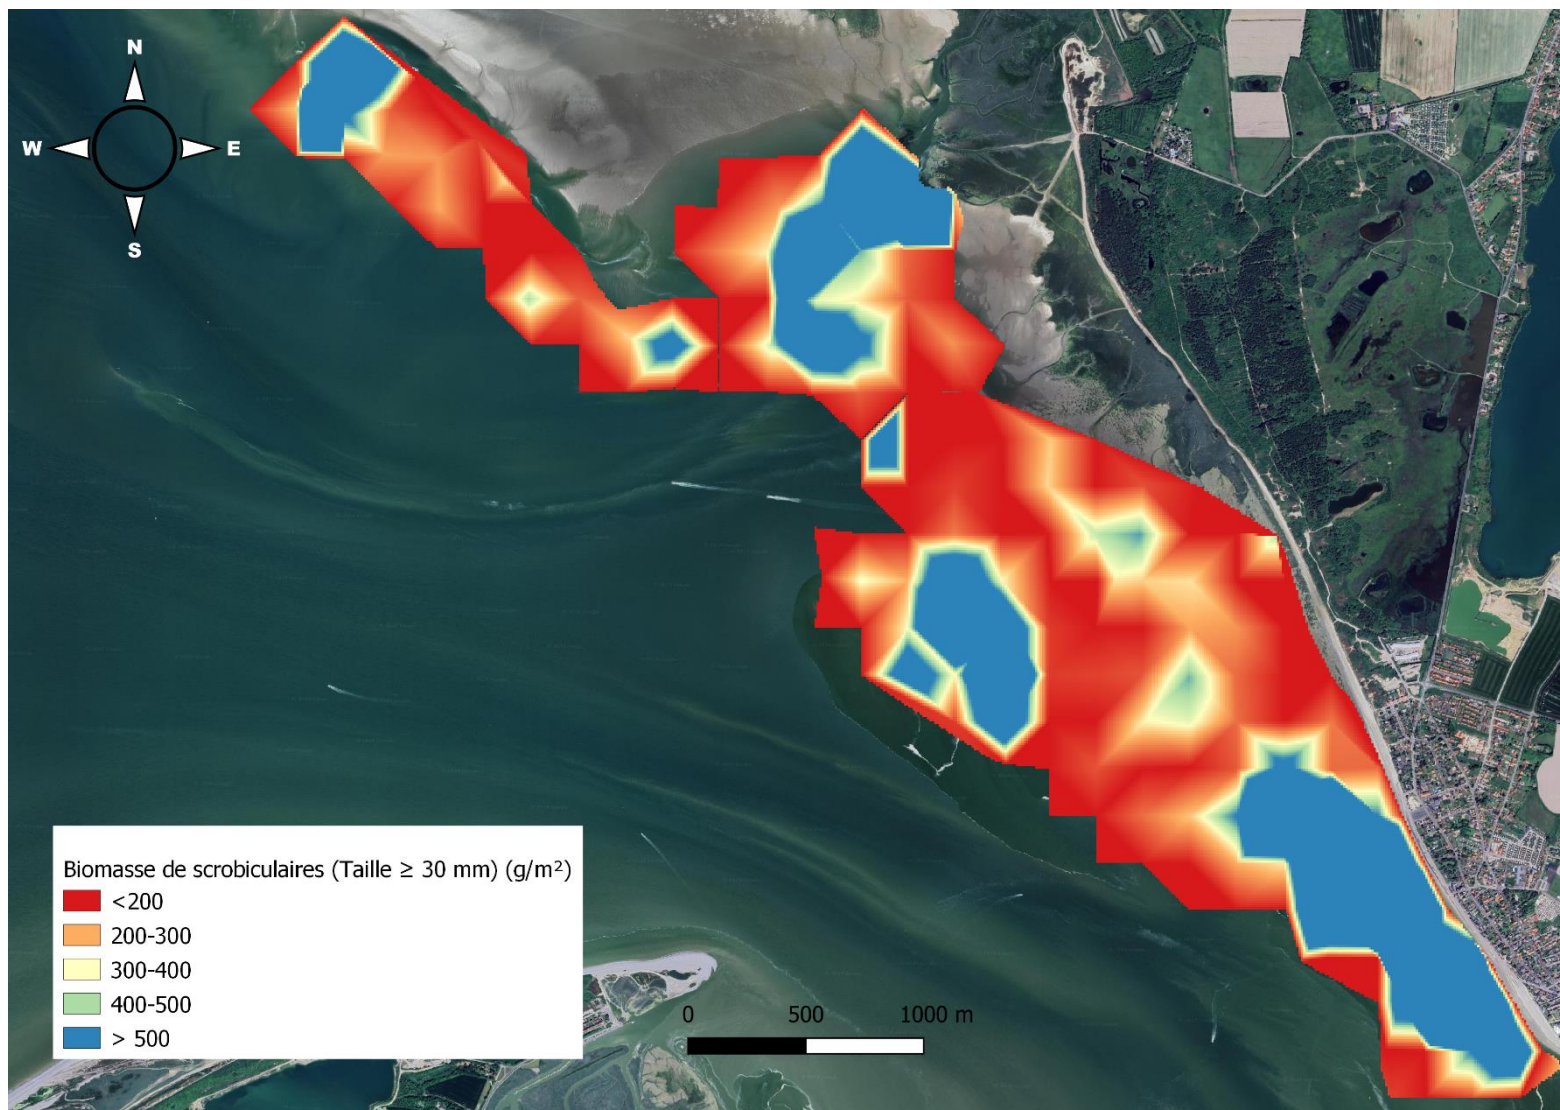 N
W E
S
Biomasse de scrobiculaires (Taille ≥ 30 mm) (g/m²)
<200
200-300
300-400
400-500
> 500
0 500 1000 m